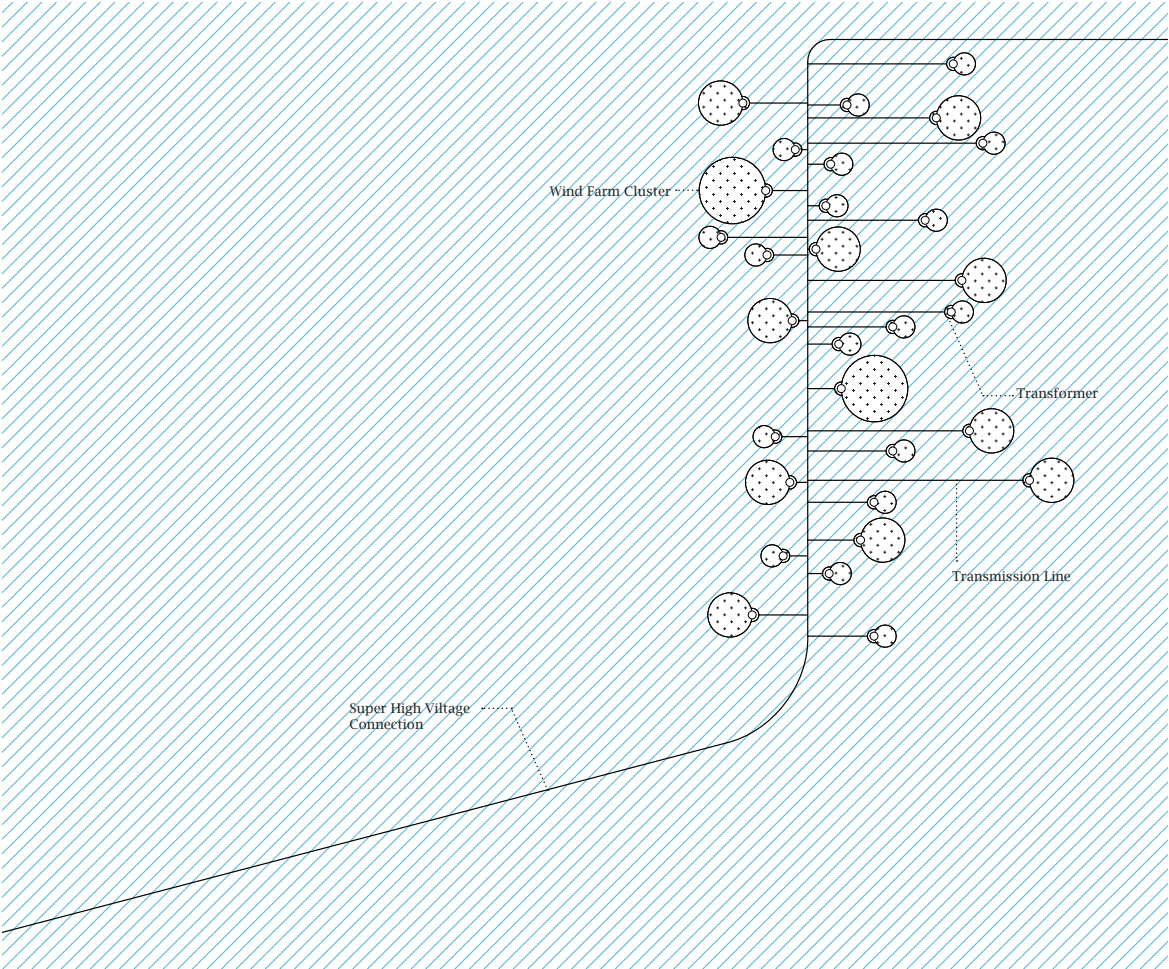 Wind Farm Cluster
Transformer
Transmission Line
Super High Viltage
Connection